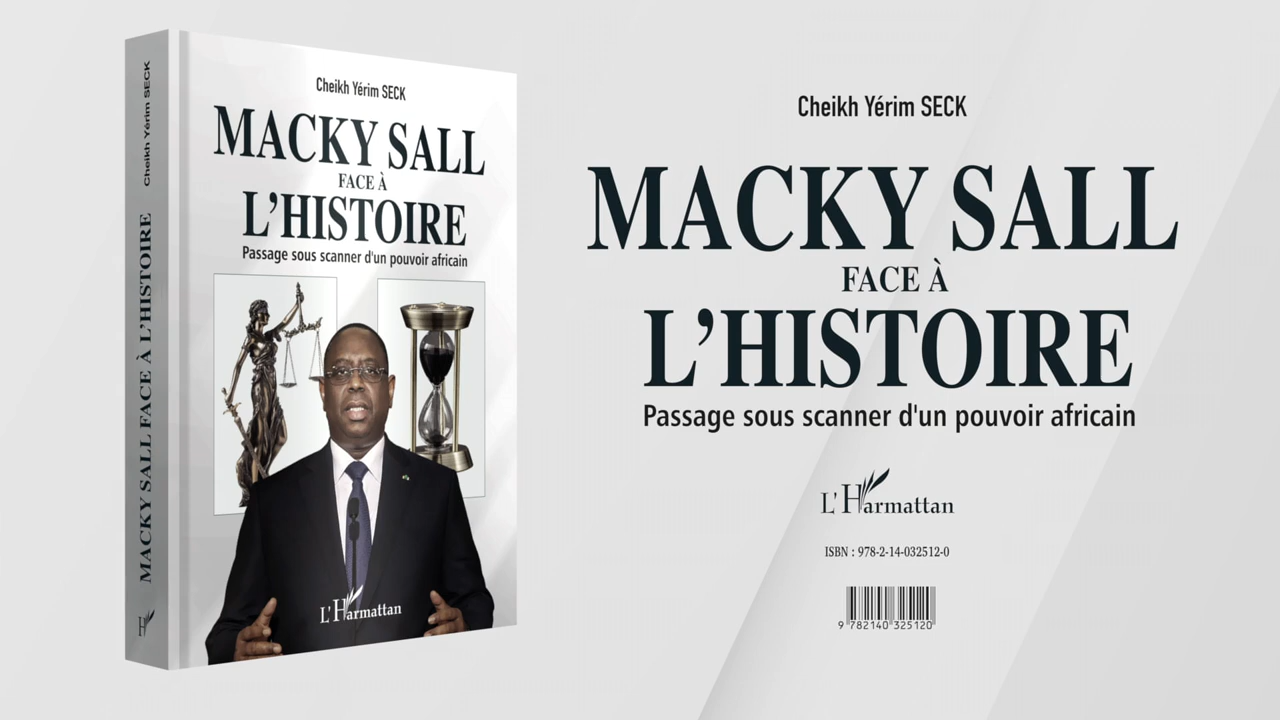 Cheikh Yérim SECK
MACKY SALL FACE À L'HISTOIRE
Cheikh Yérim SECK
MACKY SALL
FACE À
L'HISTOIRE
Passage sous scanner d'un pouvoir africain
L'Harmattan
Cheikh Yérim SECK
MACKY SALL
FACE À
L'HISTOIRE
Passage sous scanner d'un pouvoir africain
L'Harmattan
ISBN : 978-2-14-032512-0
9 782140 325120